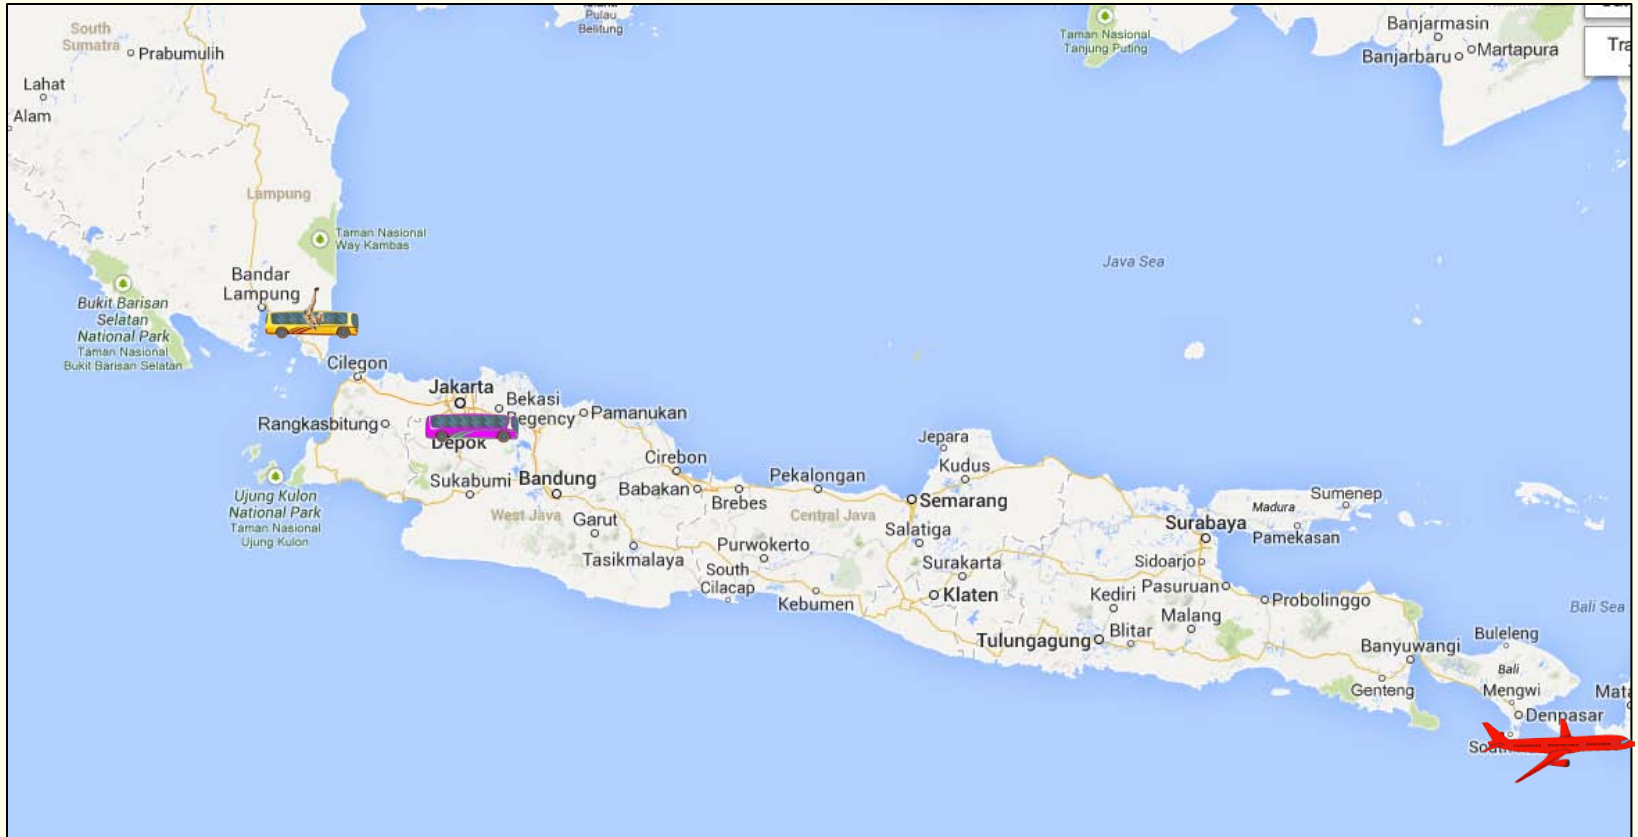 South
Sumatra
Prabumulih
Lahat
Alam
Pulau
Belitung
Taman Nasional
Tanjung Puting
Banjarmasin
Banjarbaru
Martapura
Tra
Lampung
Taman Nasional
Way Kambas
Bandar
Lampung
Bukit Barisan
Selatan
National Park
Taman Nasional
Bukit Barisan Selatan
Java Sea
Cilegon
Jakarta
Bekasi
Regency
Pamanukan
Rangkasbitung
Depok
Jepara
Kudus
Cirebon
Sukabumi
Bandung
Babakan
Brebes
Pekalongan
Semarang
Ujung Kulon
National Park
Taman Nasional
Ujung Kulon
West Java
Garut
Central Java
Salatiga
Tasikmalaya
Purwokerto
South
Cilacap
Kebumen
Surakarta
Klaten
Sumenep
Madura
Surabaya
Pamekasan
Sidoarjo
Pasuruan
Kediri
Probolinggo
Malang
Tulungagung
Blitar
Bali Sea
Banyuwangi
Buleleng
Bali
Genteng
Mengwi
Mata
Denpasar